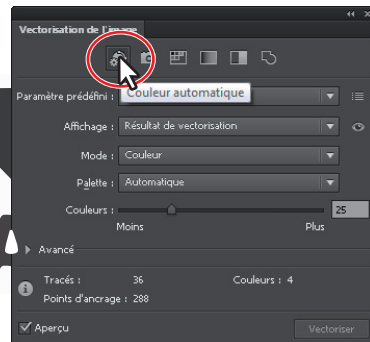 Vectorisation de l'image
Couleur automatique
Paramètre prédéfini :
Affichage : Résultat de vectorisation
Mode : Couleur
Palette : Automatique
Couleurs : 25
Moins Plus
Avancé
Tracés : 36 Couleurs : 4
Points d'ancrage : 288
Aperçu Vectoriser